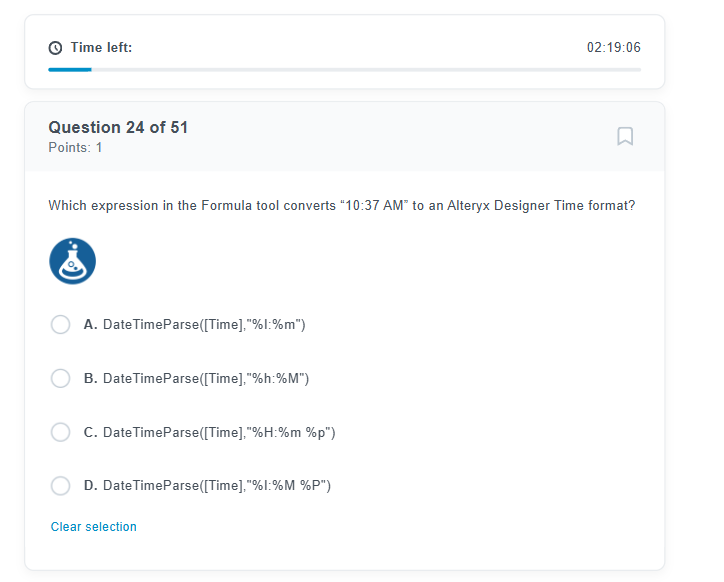 Time left:
02:19:06
Question 24 of 51
Points: 1
Which expression in the Formula tool converts “10:37 AM” to an Alteryx Designer Time format?
A. DateTimeParse([Time],"%I:%m")
B. DateTimeParse([Time],"%h:%M")
C. DateTimeParse([Time],"%H:%m %p")
D. DateTimeParse([Time],"%I:%M %P")
Clear selection